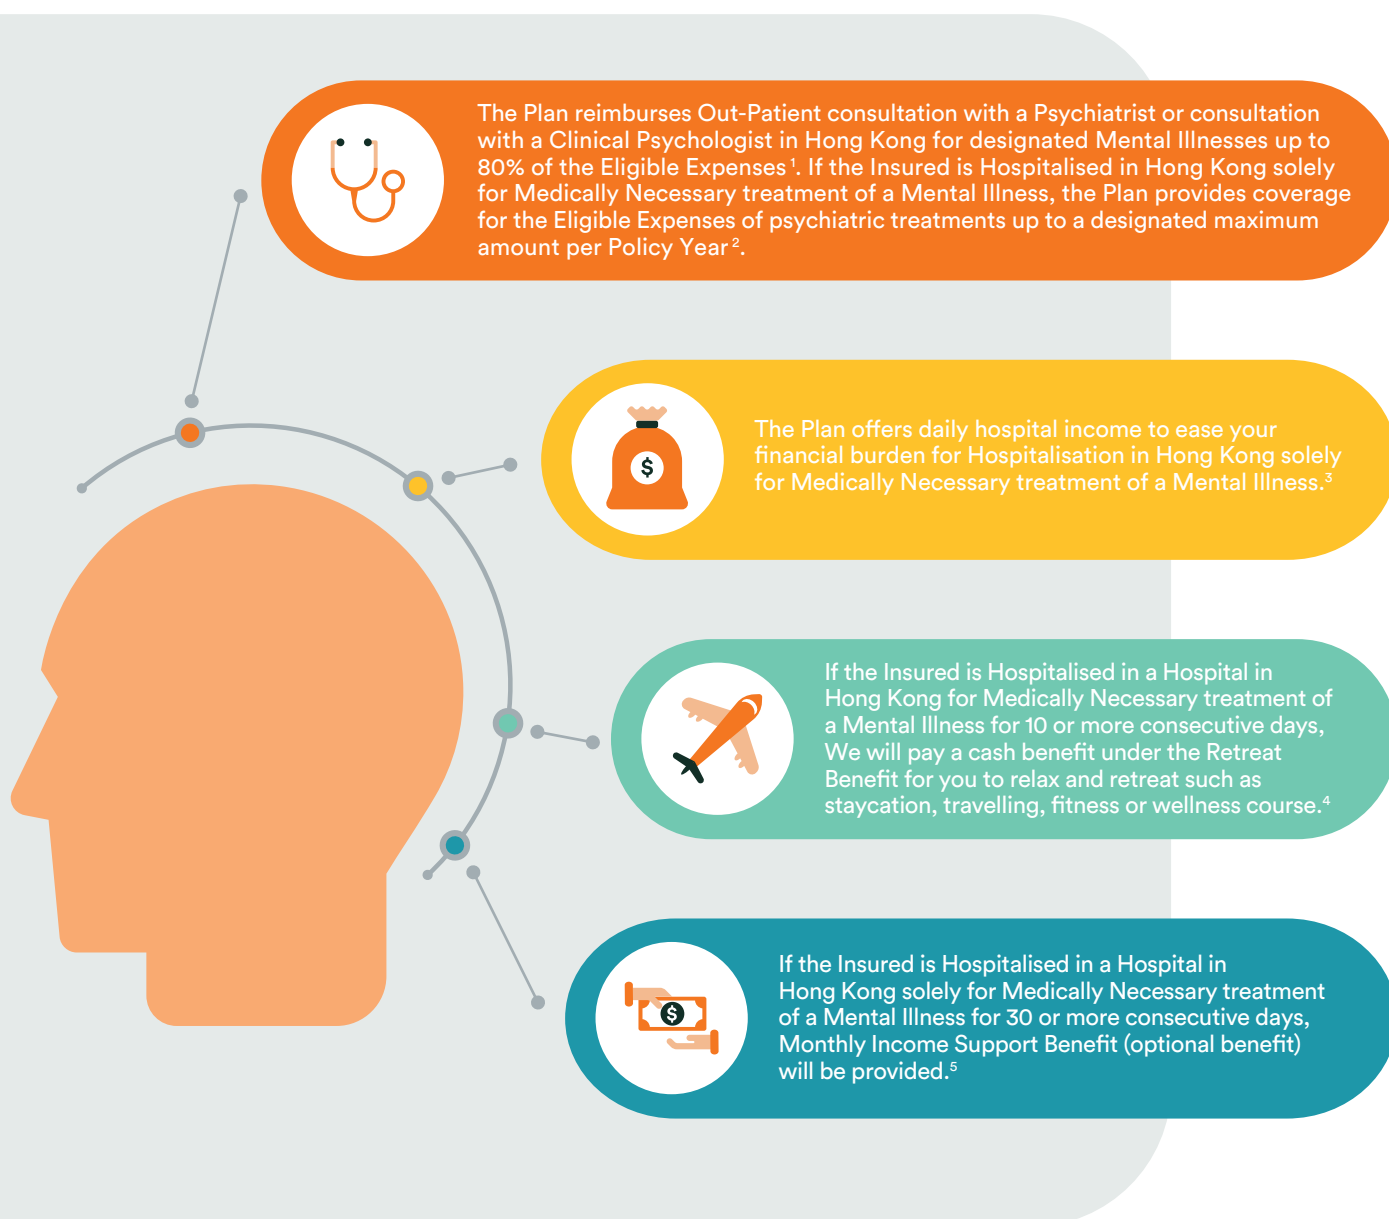 The Plan reimburses Out-Patient consultation with a Psychiatrist or consultation
with a Clinical Psychologist in Hong Kong for designated Mental Illnesses up to
80% of the Eligible Expenses¹. If the Insured is Hospitalised in Hong Kong solely
for Medically Necessary treatment of a Mental Illness, the Plan provides coverage
for the Eligible Expenses of psychiatric treatments up to a designated maximum
amount per Policy Year².
$
The Plan offers daily hospital income to ease your
financial burden for Hospitalisation in Hong Kong solely
for Medically Necessary treatment of a Mental Illness.³
If the Insured is Hospitalised in a Hospital in
Hong Kong for Medically Necessary treatment of
a Mental Illness for 10 or more consecutive days,
We will pay a cash benefit under the Retreat
Benefit for you to relax and retreat such as
staycation, travelling, fitness or wellness course.⁴
$
If the Insured is Hospitalised in a Hospital in
Hong Kong solely for Medically Necessary treatment
of a Mental Illness for 30 or more consecutive days,
Monthly Income Support Benefit (optional benefit)
will be provided.⁵